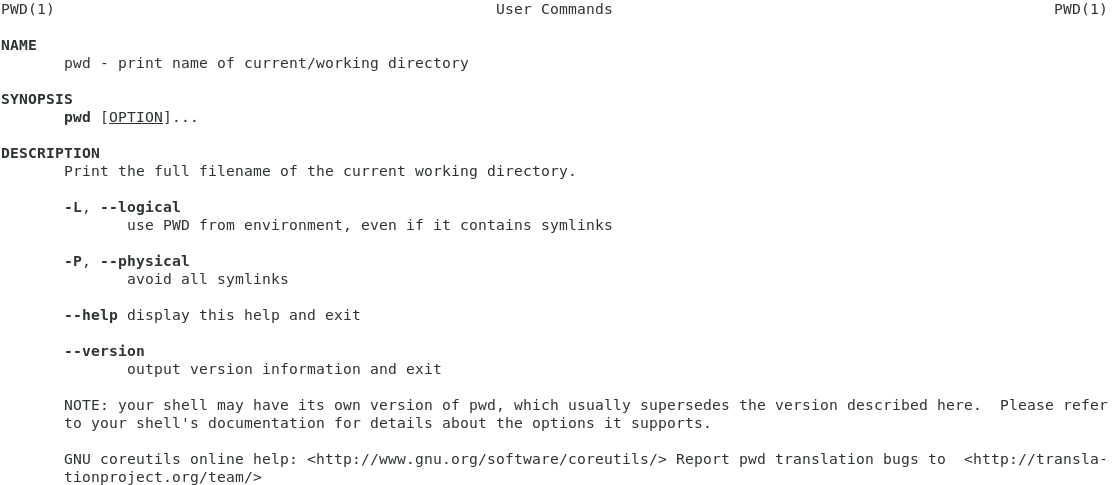 PWD(1) User Commands PWD(1)
NAME
pwd - print name of current/working directory
SYNOPSIS
pwd [OPTION]...
DESCRIPTION
Print the full filename of the current working directory.
-L, --logical
use PWD from environment, even if it contains symlinks
-P, --physical
avoid all symlinks
--help display this help and exit
--version
output version information and exit
NOTE: your shell may have its own version of pwd, which usually supersedes the version described here.  Please refer
to your shell's documentation for details about the options it supports.
GNU coreutils online help: <http://www.gnu.org/software/coreutils/> Report pwd translation bugs to  <http://transla-
tionproject.org/team/>